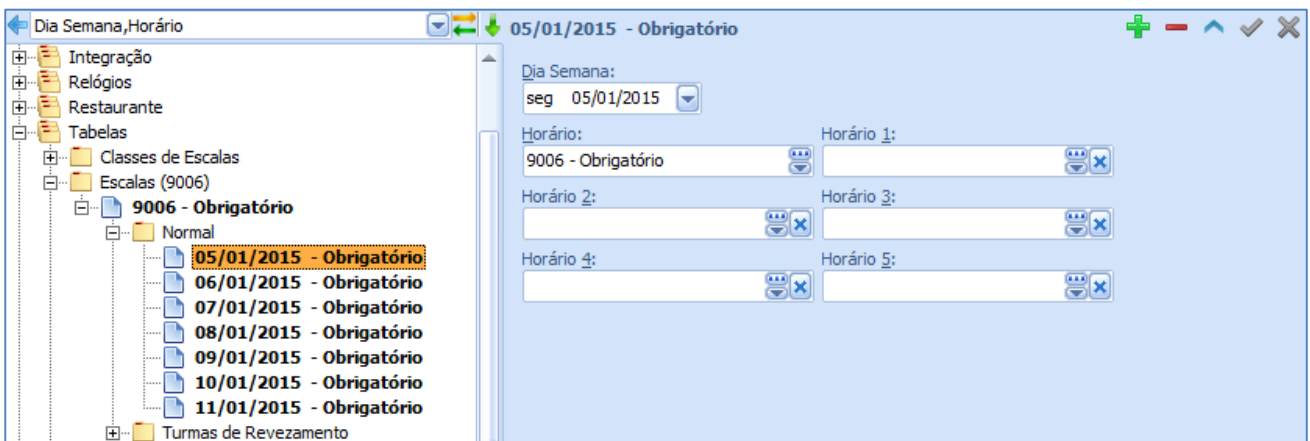 Dia Semana,Horário
Integração
Relógios
Restaurante
Tabelas
Classes de Escalas
Escalas (9006)
9006 - Obrigatório
Normal
05/01/2015 - Obrigatório
06/01/2015 - Obrigatório
07/01/2015 - Obrigatório
08/01/2015 - Obrigatório
09/01/2015 - Obrigatório
10/01/2015 - Obrigatório
11/01/2015 - Obrigatório
Turmas de Revezamento
05/01/2015 - Obrigatório
Dia Semana:
seg 05/01/2015
Horário: Horário 1:
9006 - Obrigatório
Horário 2: Horário 3:
Horário 4: Horário 5: